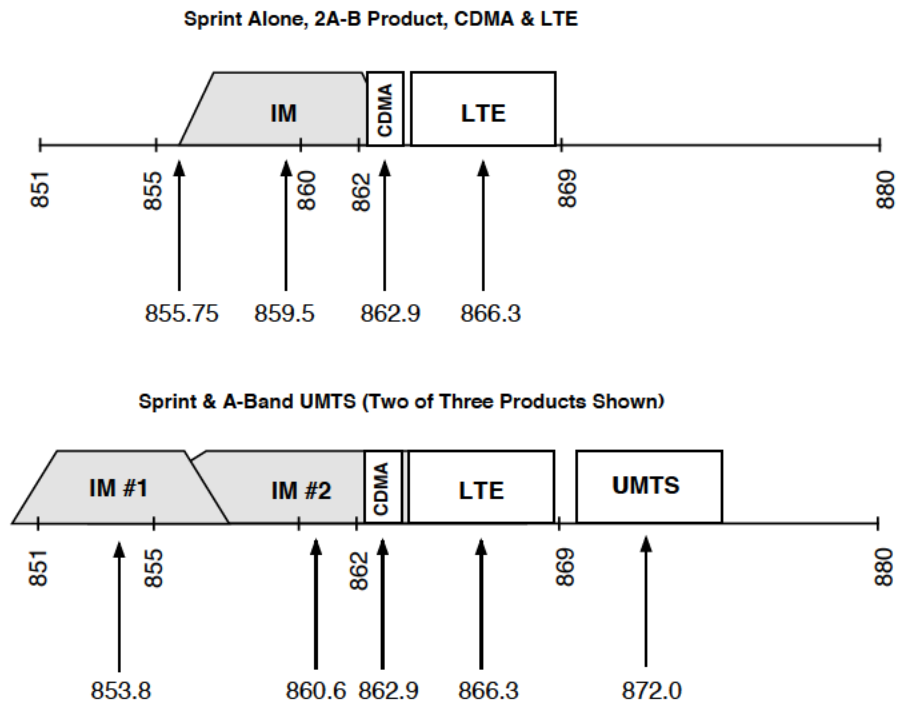 Sprint Alone, 2A-B Product, CDMA & LTE
IM
CDMA
LTE
851
855
860
862
869
880
855.75 859.5 862.9 866.3
Sprint & A-Band UMTS (Two of Three Products Shown)
IM #1
IM #2
CDMA
LTE
UMTS
851
855
862
869
880
853.8 860.6 862.9 866.3 872.0